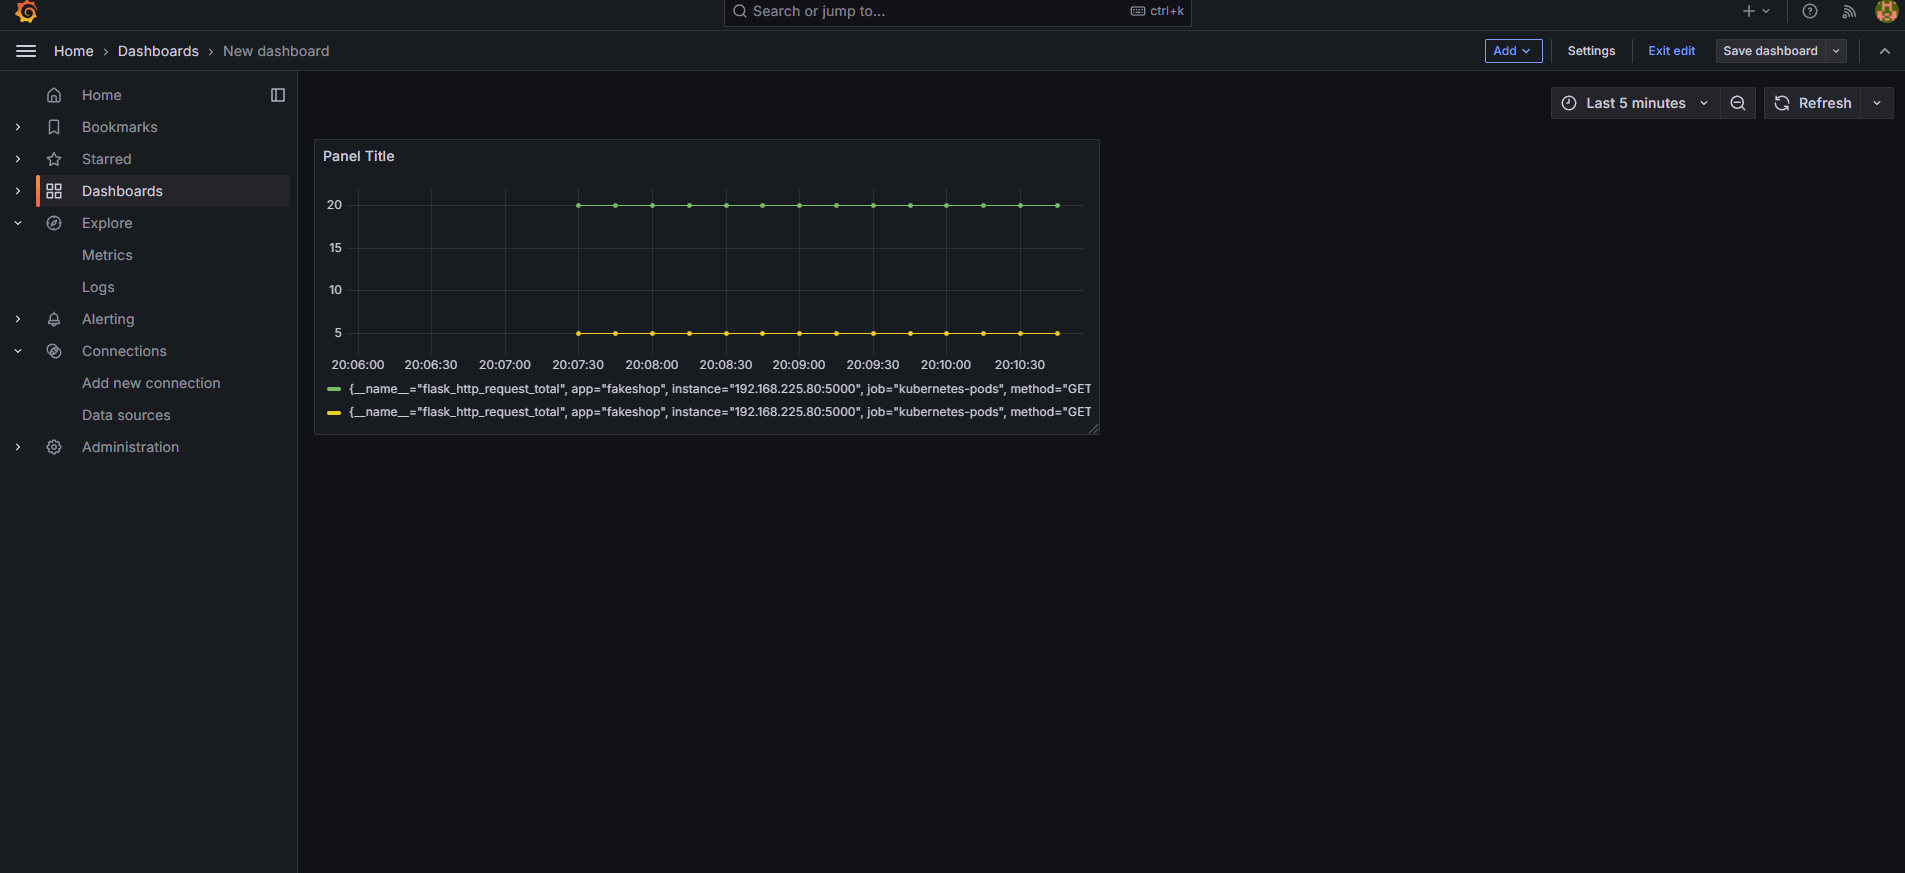 Search or jump to... ctrl+k
Home › Dashboards › New dashboard Add Settings Exit edit Save dashboard
Home
Bookmarks
Starred
Dashboards
Explore
Metrics
Logs
Alerting
Connections
Add new connection
Data sources
Administration
Last 5 minutes Refresh
Panel Title
20
15
10
5
20:06:00 20:06:30 20:07:00 20:07:30 20:08:00 20:08:30 20:09:00 20:09:30 20:10:00 20:10:30
{__name__="flask_http_request_total", app="fakeshop", instance="192.168.225.80:5000", job="kubernetes-pods", method="GET
{__name__="flask_http_request_total", app="fakeshop", instance="192.168.225.80:5000", job="kubernetes-pods", method="GET